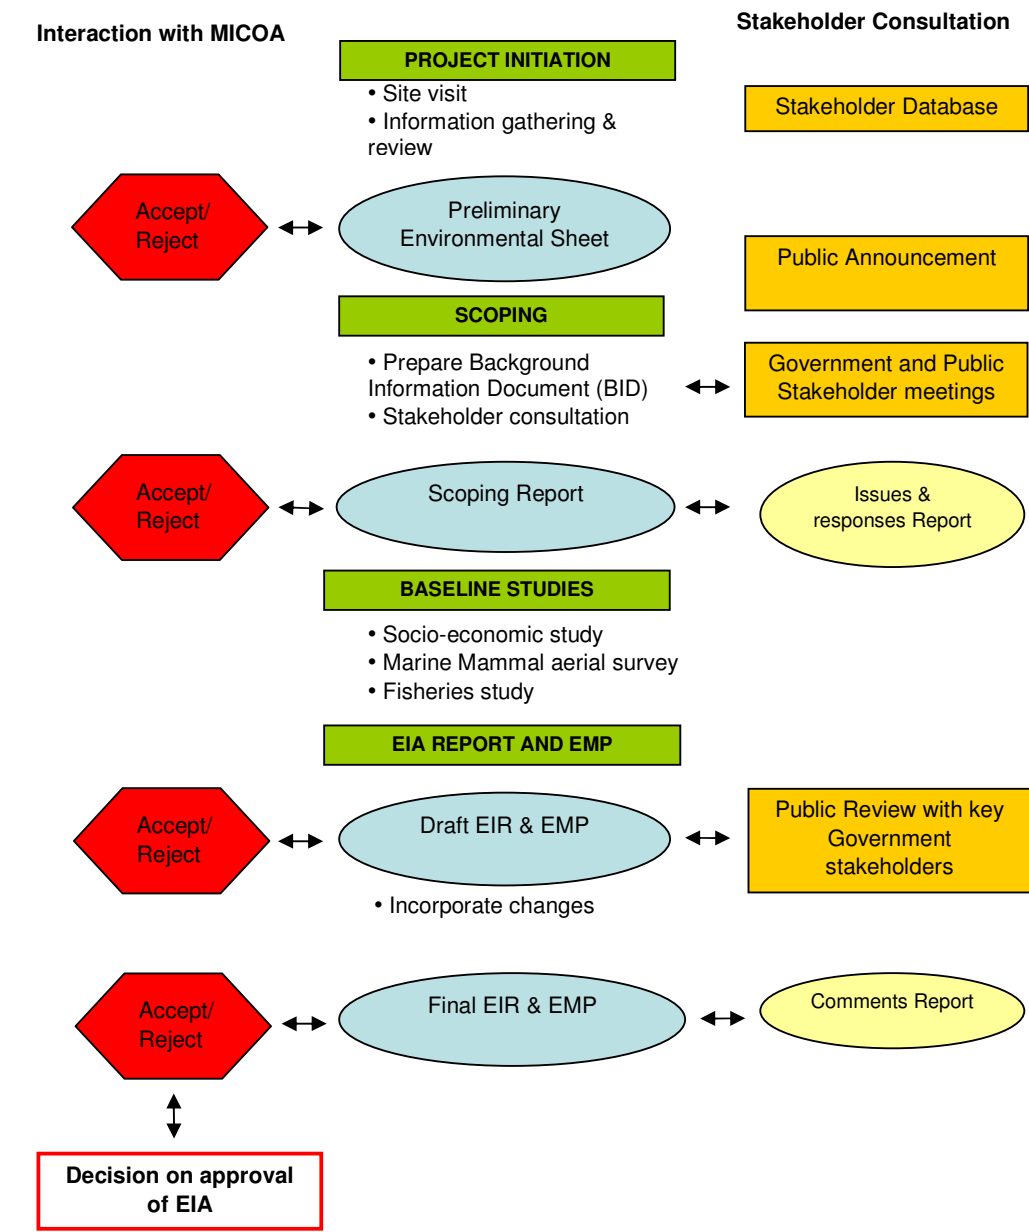 Interaction with MICOA
Stakeholder Consultation
PROJECT INITIATION
• Site visit
• Information gathering &
review
Stakeholder Database
Accept/
Reject
Preliminary
Environmental Sheet
Public Announcement
SCOPING
• Prepare Background
Information Document (BID)
• Stakeholder consultation
Government and Public
Stakeholder meetings
Accept/
Reject
Scoping Report
Issues &
responses Report
BASELINE STUDIES
• Socio-economic study
• Marine Mammal aerial survey
• Fisheries study
EIA REPORT AND EMP
Accept/
Reject
Draft EIR & EMP
Public Review with key
Government
stakeholders
• Incorporate changes
Accept/
Reject
Final EIR & EMP
Comments Report
Decision on approval
of EIA